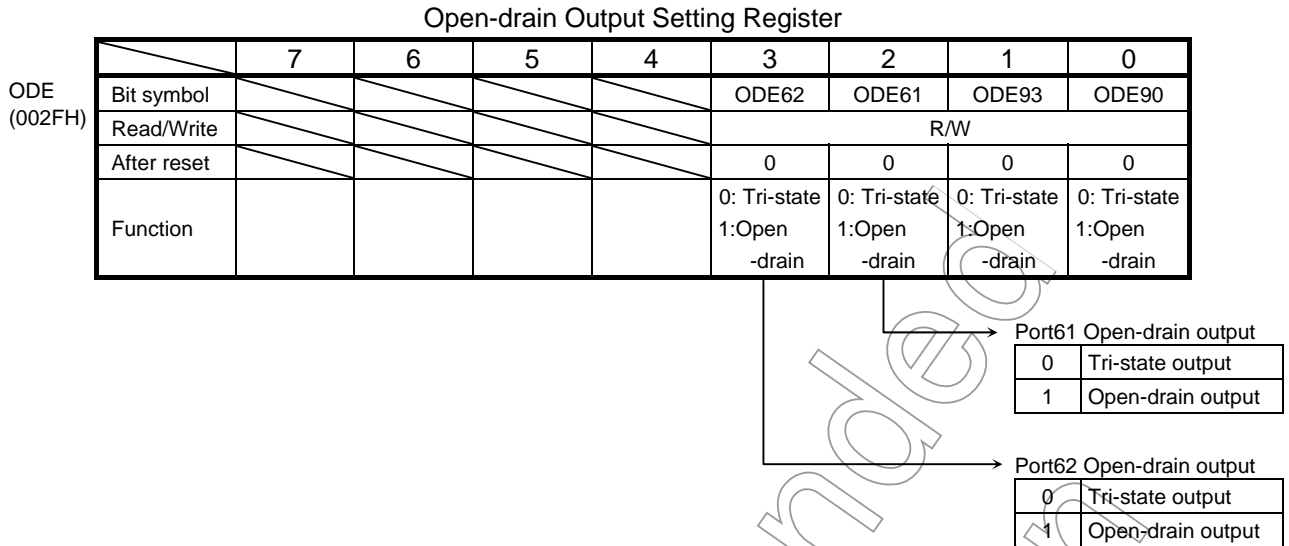 Open-drain Output Setting Register
7 6 5 4 3 2 1 0
ODE
(002FH)
Bit symbol ODE62 ODE61 ODE93 ODE90
Read/Write R/W
After reset 0 0 0 0
Function
0: Tri-state 0: Tri-state 0: Tri-state 0: Tri-state
1:Open 1:Open 1:Open 1:Open
-drain -drain -drain -drain
Port61 Open-drain output
0 Tri-state output
1 Open-drain output
Port62 Open-drain output
0 Tri-state output
1 Open-drain output